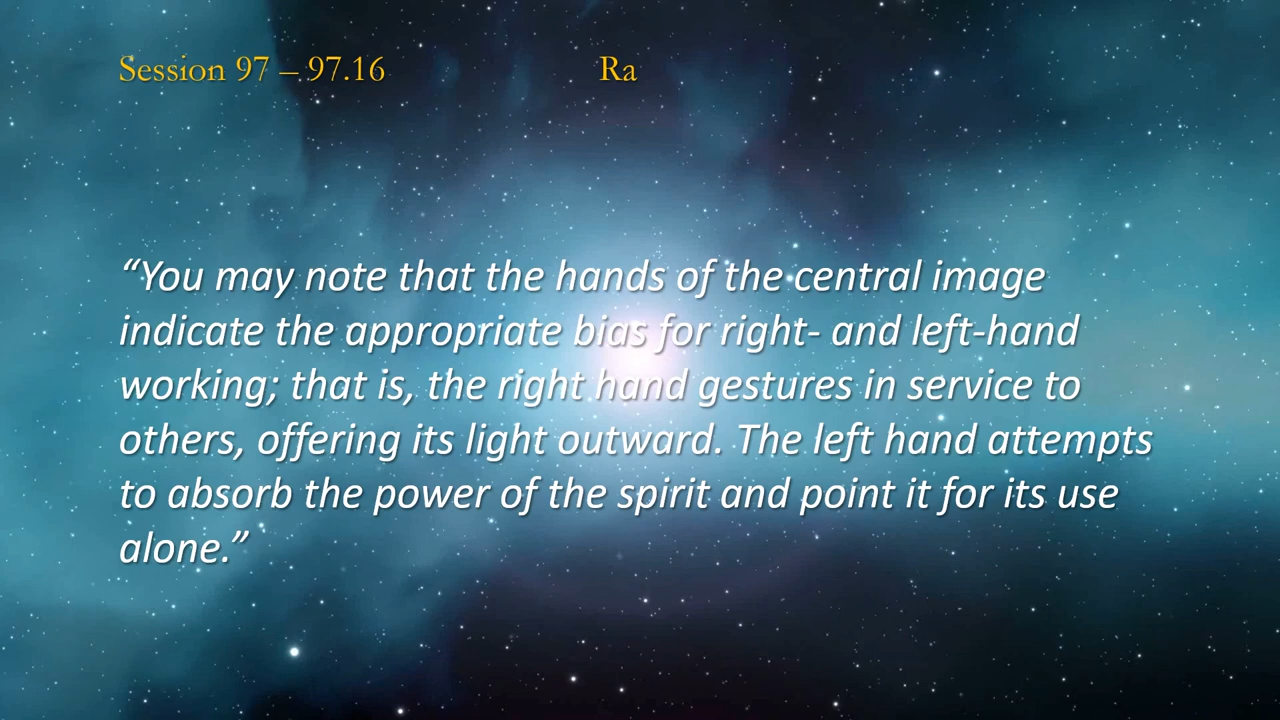 Session 97 – 97.16 Ra
“You may note that the hands of the central image
indicate the appropriate bias for right- and left-hand
working; that is, the right hand gestures in service to
others, offering its light outward. The left hand attempts
to absorb the power of the spirit and point it for its use
alone.”